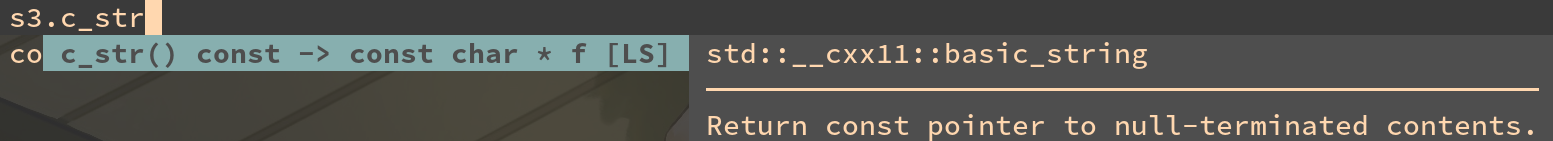 s3.c_str
co c_str() const -> const char * f [LS]
std::__cxx11::basic_string
Return const pointer to null-terminated contents.